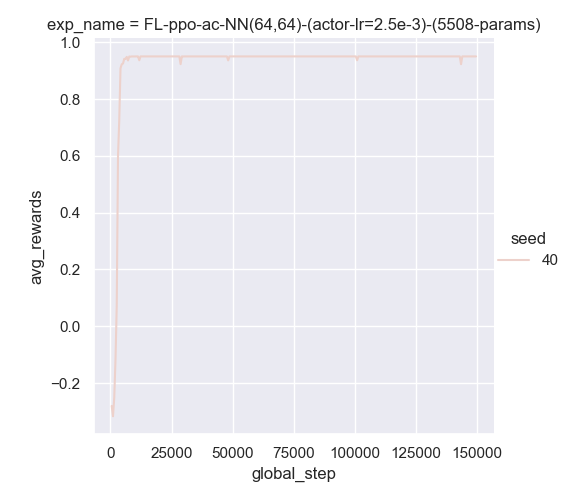 exp_name = FL-ppo-ac-NN(64,64)-(actor-lr=2.5e-3)-(5508-params)
1.0
0.8
0.6
0.4
0.2
0.0
−0.2
avg_rewards
0 25000 50000 75000 100000 125000 150000
global_step
seed
40